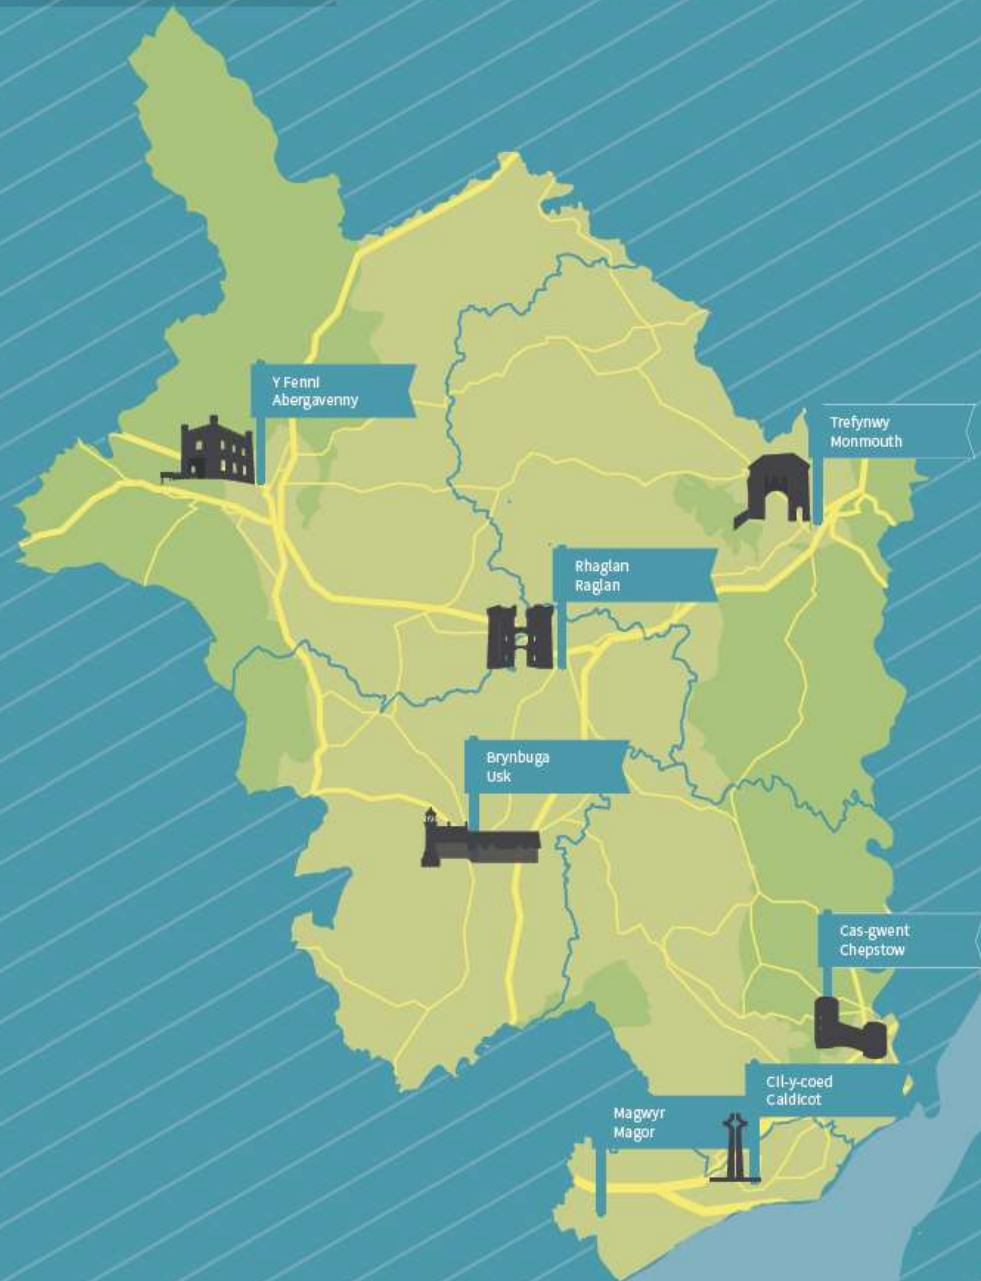 Y Fenni
Abergavenny
Trefynwy
Monmouth
Rhaglan
Raglan
Brynbuga
Usk
Cas-gwent
Chepstow
Cil-y-coed
Caldicot
Magwyr
Magor